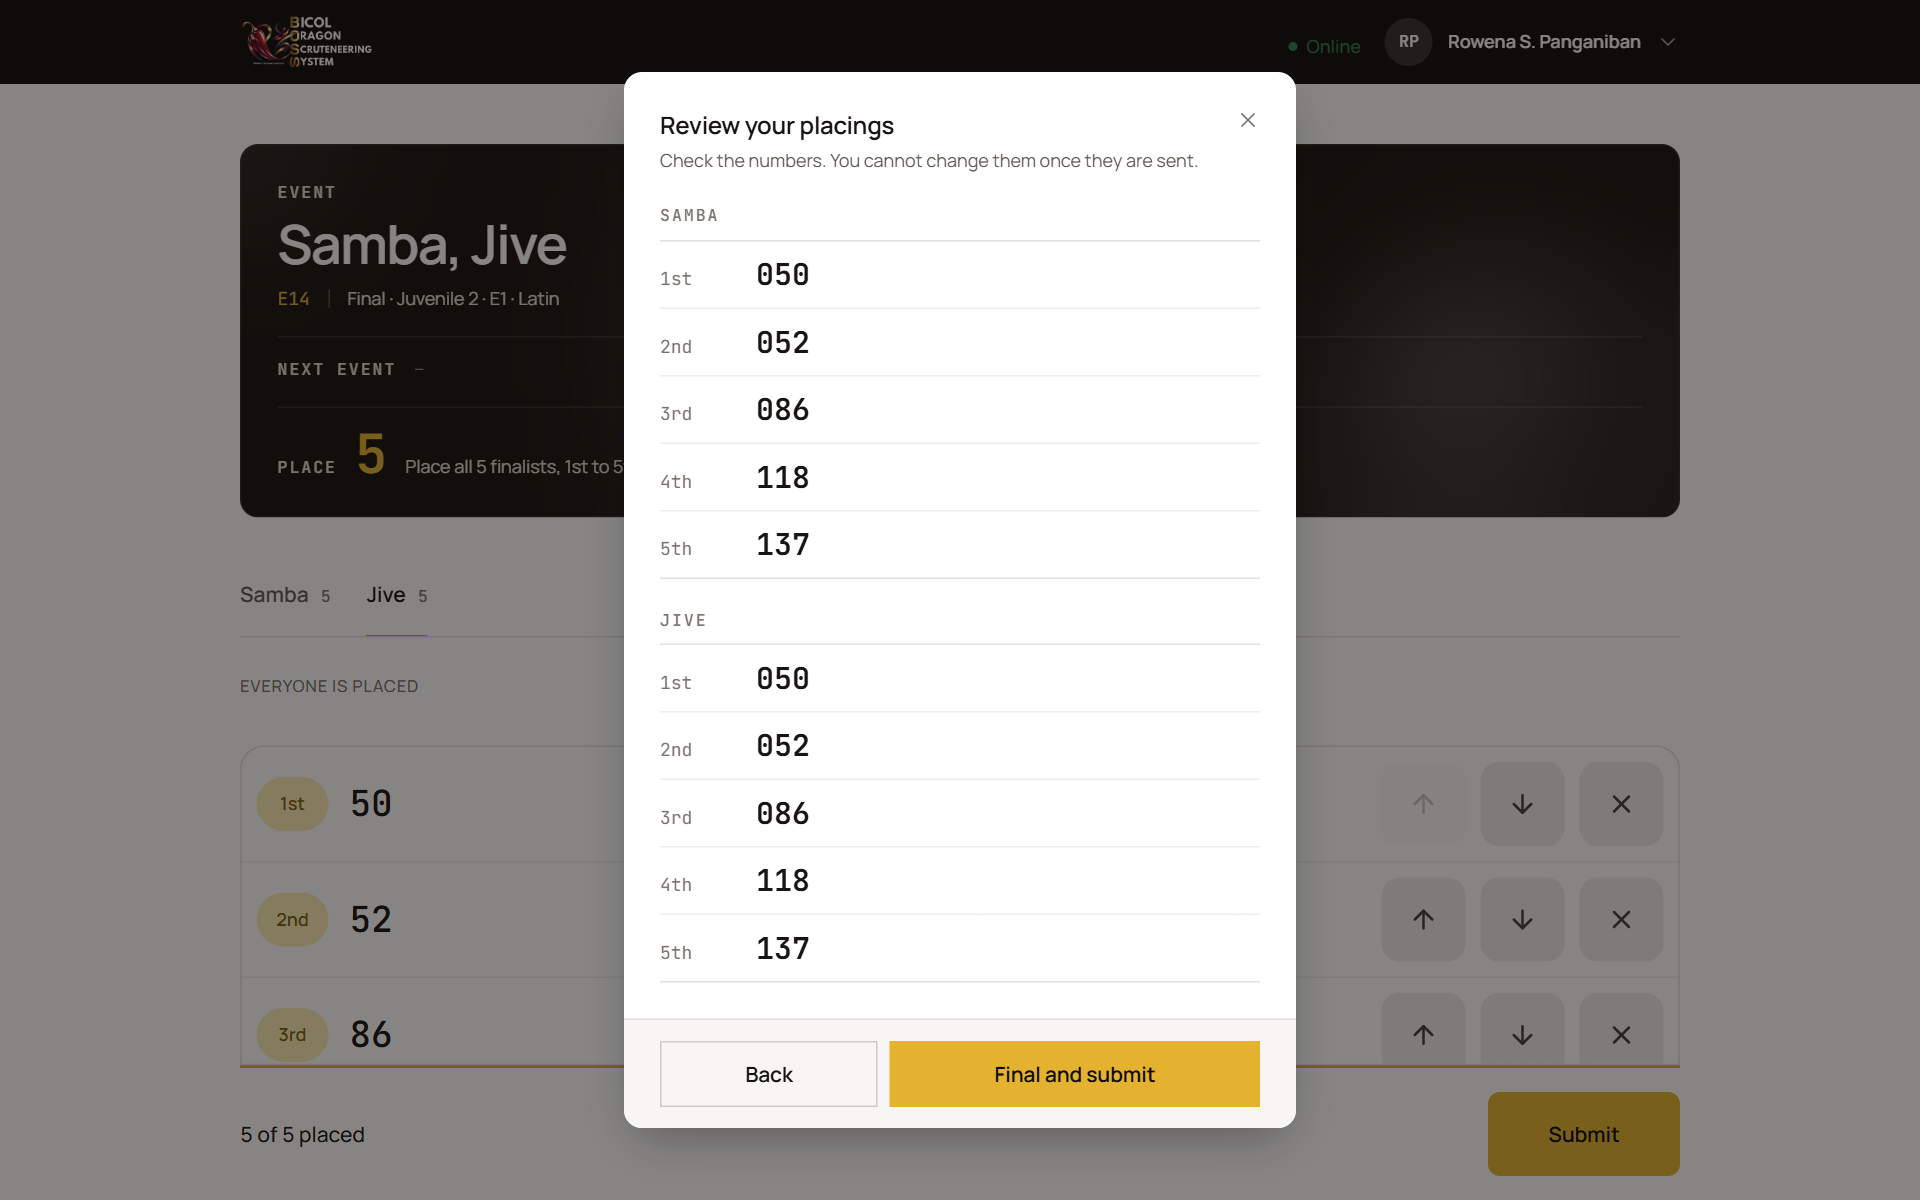 BICOL
DRAGON
SCRUTENEERING
SYSTEM
Online
RP
Rowena S. Panganiban
EVENT
Samba, Jive
E14
Final · Juvenile 2 · E1 · Latin
NEXT EVENT –
PLACE 5 Place all 5 finalists, 1st to 5
Samba 5
Jive 5
EVERYONE IS PLACED
1st 50
2nd 52
3rd 86
5 of 5 placed
Submit
Review your placings
Check the numbers. You cannot change them once they are sent.
SAMBA
1st 050
2nd 052
3rd 086
4th 118
5th 137
JIVE
1st 050
2nd 052
3rd 086
4th 118
5th 137
Back
Final and submit